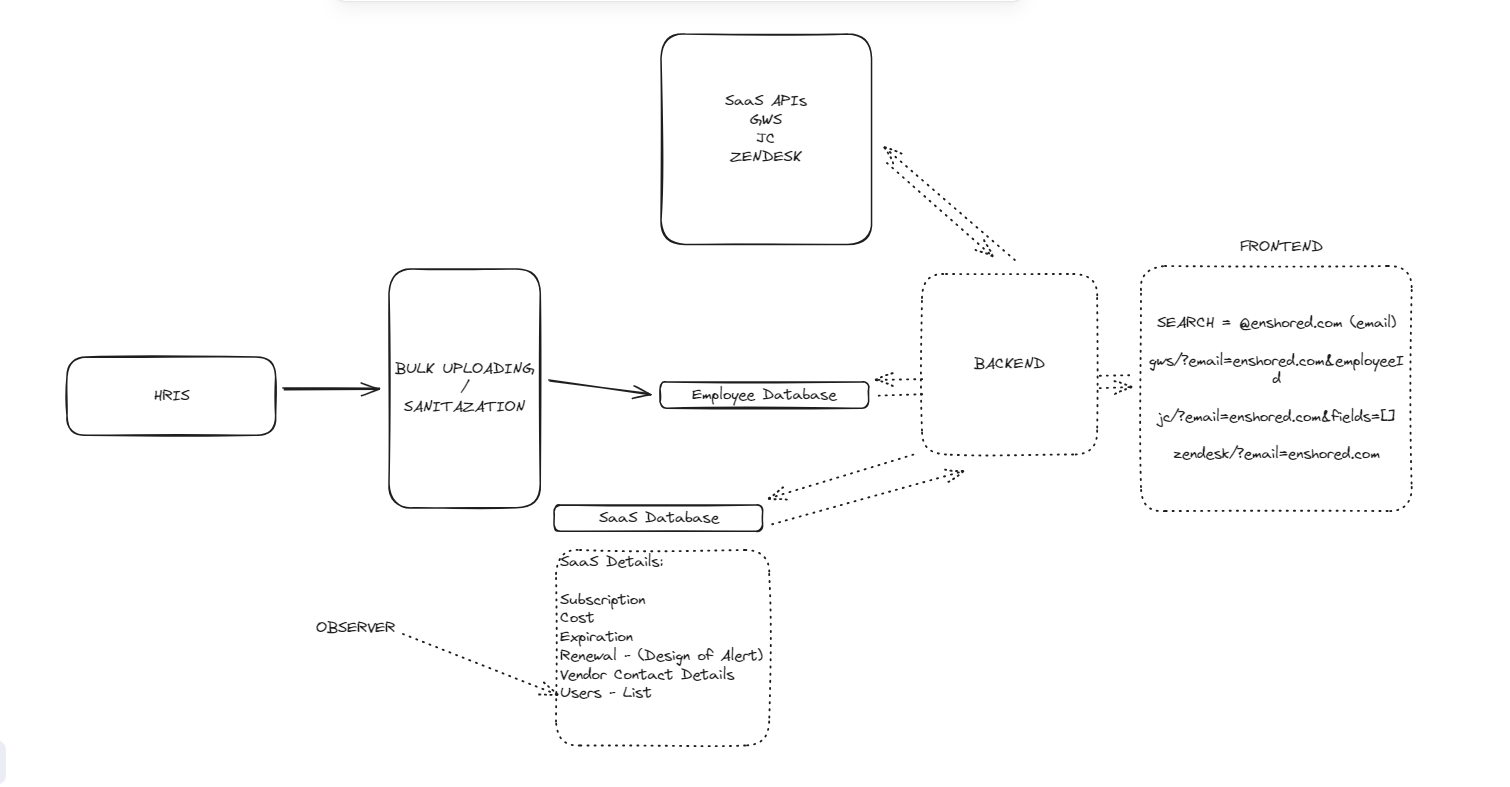 SaaS APIs
GWS
JC
ZENDESK
FRONTEND
SEARCH = @enshored.com (email)
gws/?email=enshored.com&employeeI
d
jc/?email=enshored.com&fields=[]
zendesk/?email=enshored.com
BACKEND
HRIS
BULK UPLOADING
/
SANITAZATION
Employee Database
SaaS Database
SaaS Details:
Subscription
Cost
Expiration
Renewal - (Design of Alert)
Vendor Contact Details
Users - List
OBSERVER